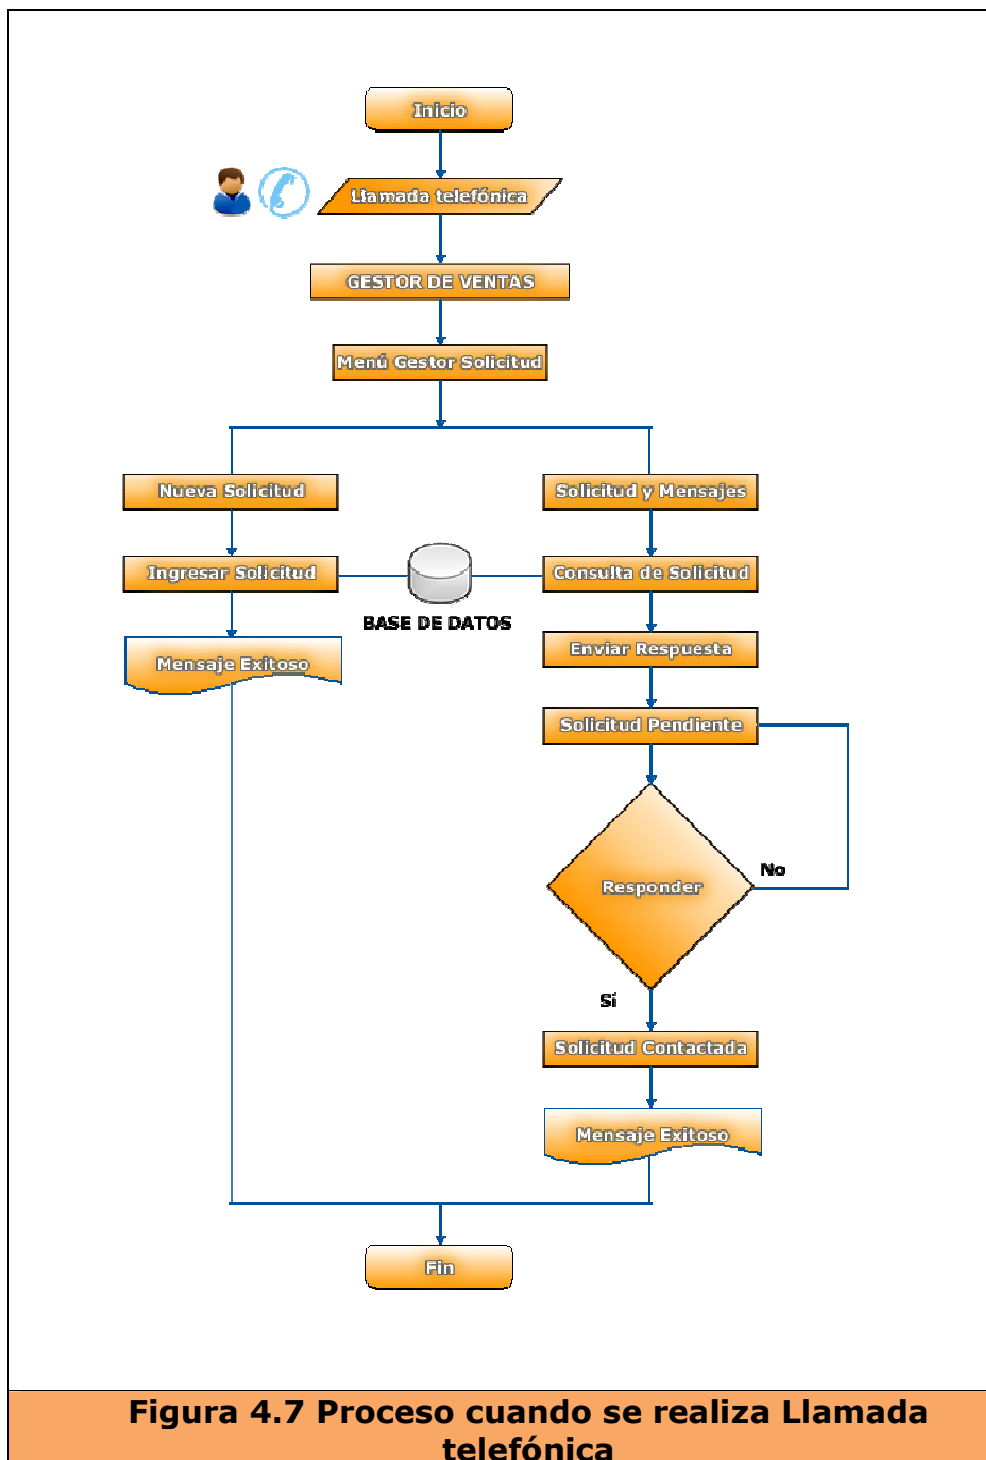 Inicio
Llamada telefónica
GESTOR DE VENTAS
Menú Gestor Solicitud
Nueva Solicitud
Solicitud y Mensajes
Ingresar Solicitud
Consulta de Solicitud
BASE DE DATOS
Enviar Respuesta
Mensaje Exitoso
Solicitud Pendiente
Responder
No
Sí
Solicitud Contactada
Mensaje Exitoso
Fin
Figura 4.7 Proceso cuando se realiza Llamada
telefónica